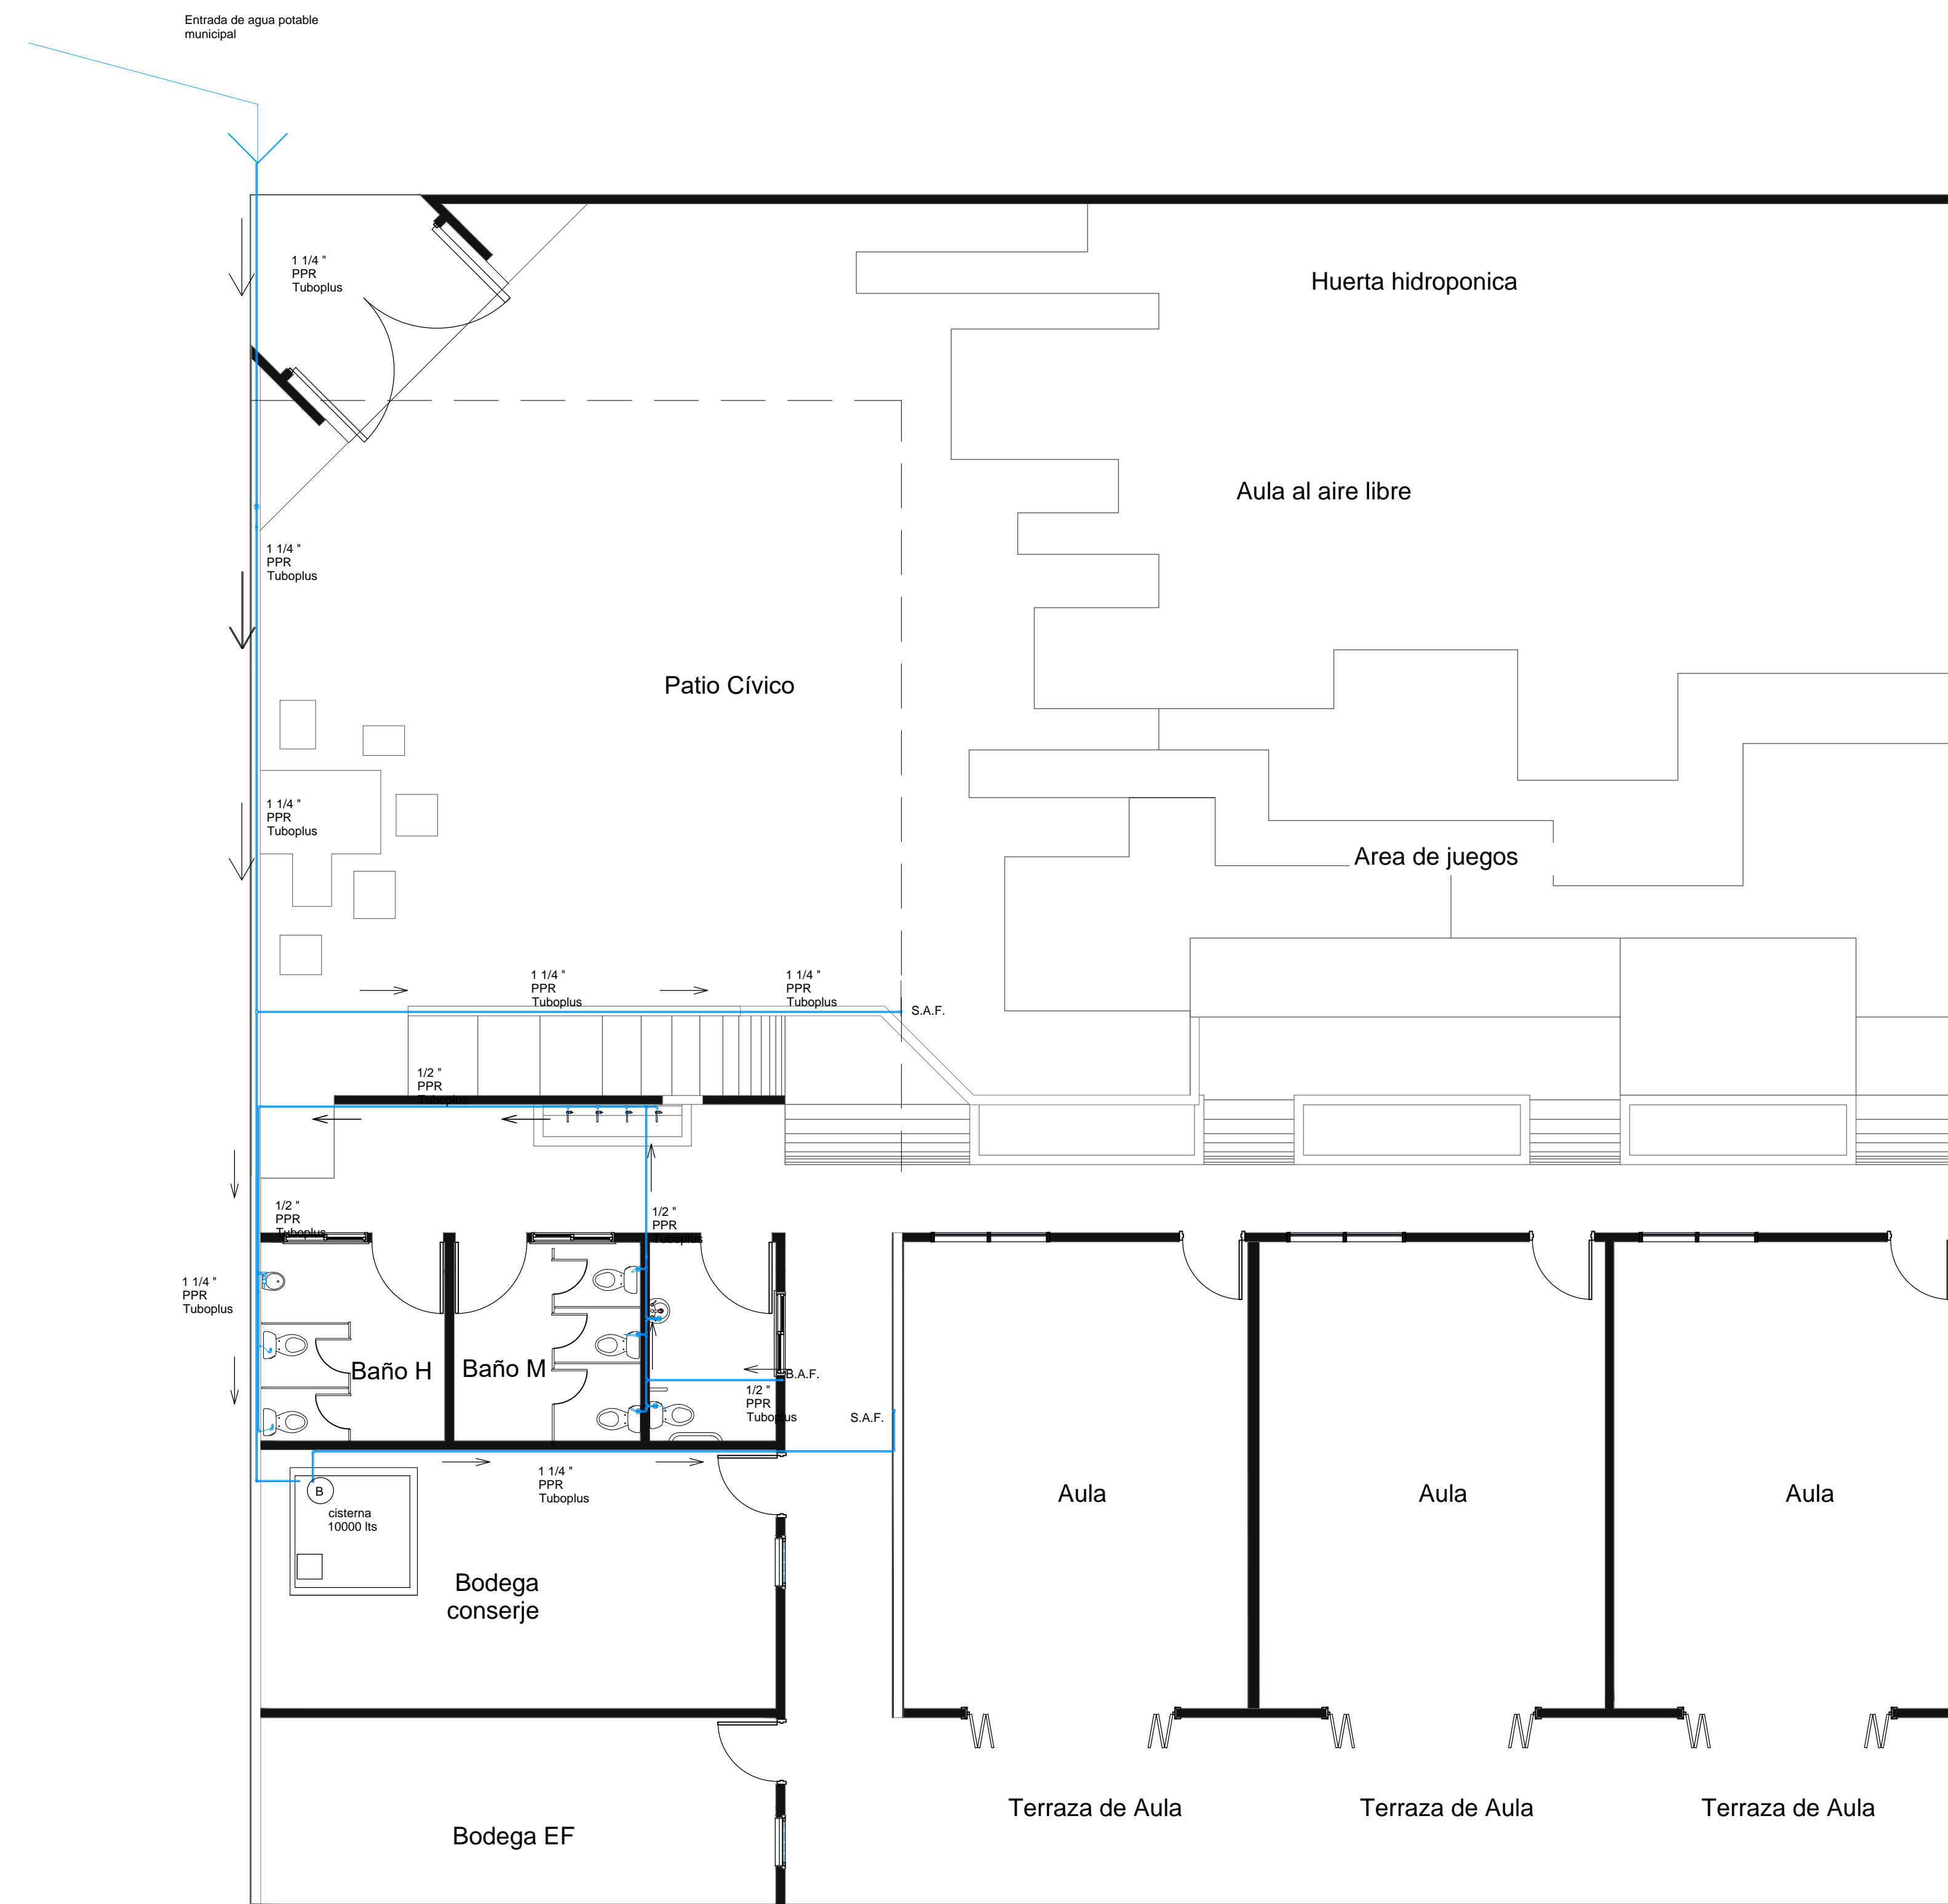 Entrada de agua potable
municipal
1 1/4 "
PPR
Tuboplus
Huerta hidroponica
Aula al aire libre
1 1/4 "
PPR
Tuboplus
Patio Cívico
1 1/4 "
PPR
Tuboplus
Area de juegos
1 1/4 "
PPR
Tuboplus
1 1/4 "
PPR
Tuboplus
S.A.F.
1/2 "
PPR
Tuboplus
1/2 "
PPR
Tuboplus
1/2 "
PPR
Tuboplus
1 1/4 "
PPR
Tuboplus
Baño H
Baño M
B.A.F.
1/2 "
PPR
Tuboplus
S.A.F.
1 1/4 "
PPR
Tuboplus
B
cisterna
10000 lts
Aula
Aula
Aula
Bodega
conserje
Terraza de Aula
Terraza de Aula
Terraza de Aula
Bodega EF